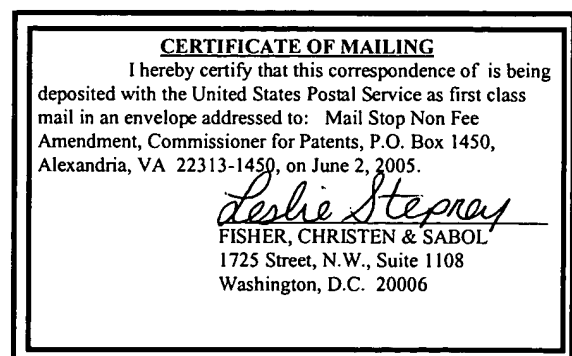 CERTIFICATE OF MAILING
I hereby certify that this correspondence of is being
deposited with the United States Postal Service as first class
mail in an envelope addressed to: Mail Stop Non Fee
Amendment, Commissioner for Patents, P.O. Box 1450,
Alexandria, VA 22313-1450, on June 2, 2005.
Leslie Steprey
FISHER, CHRISTEN & SABOL
1725 Street, N.W., Suite 1108
Washington, D.C. 20006